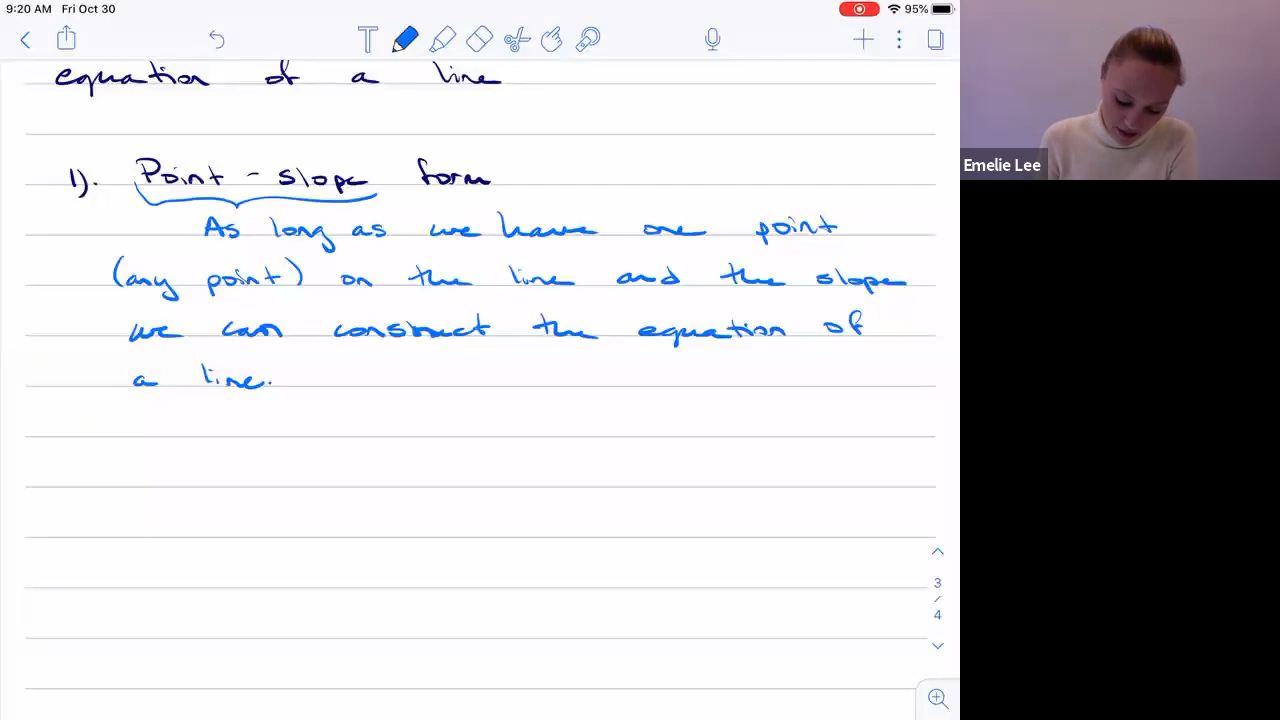 9:20 AM Fri Oct 30
95%
T
equation of a line
1). Point - slope form
As long as we have one point
(any point) on the line and the slope
we can construct the equation of
a line.
3
/
4
Emelie Lee